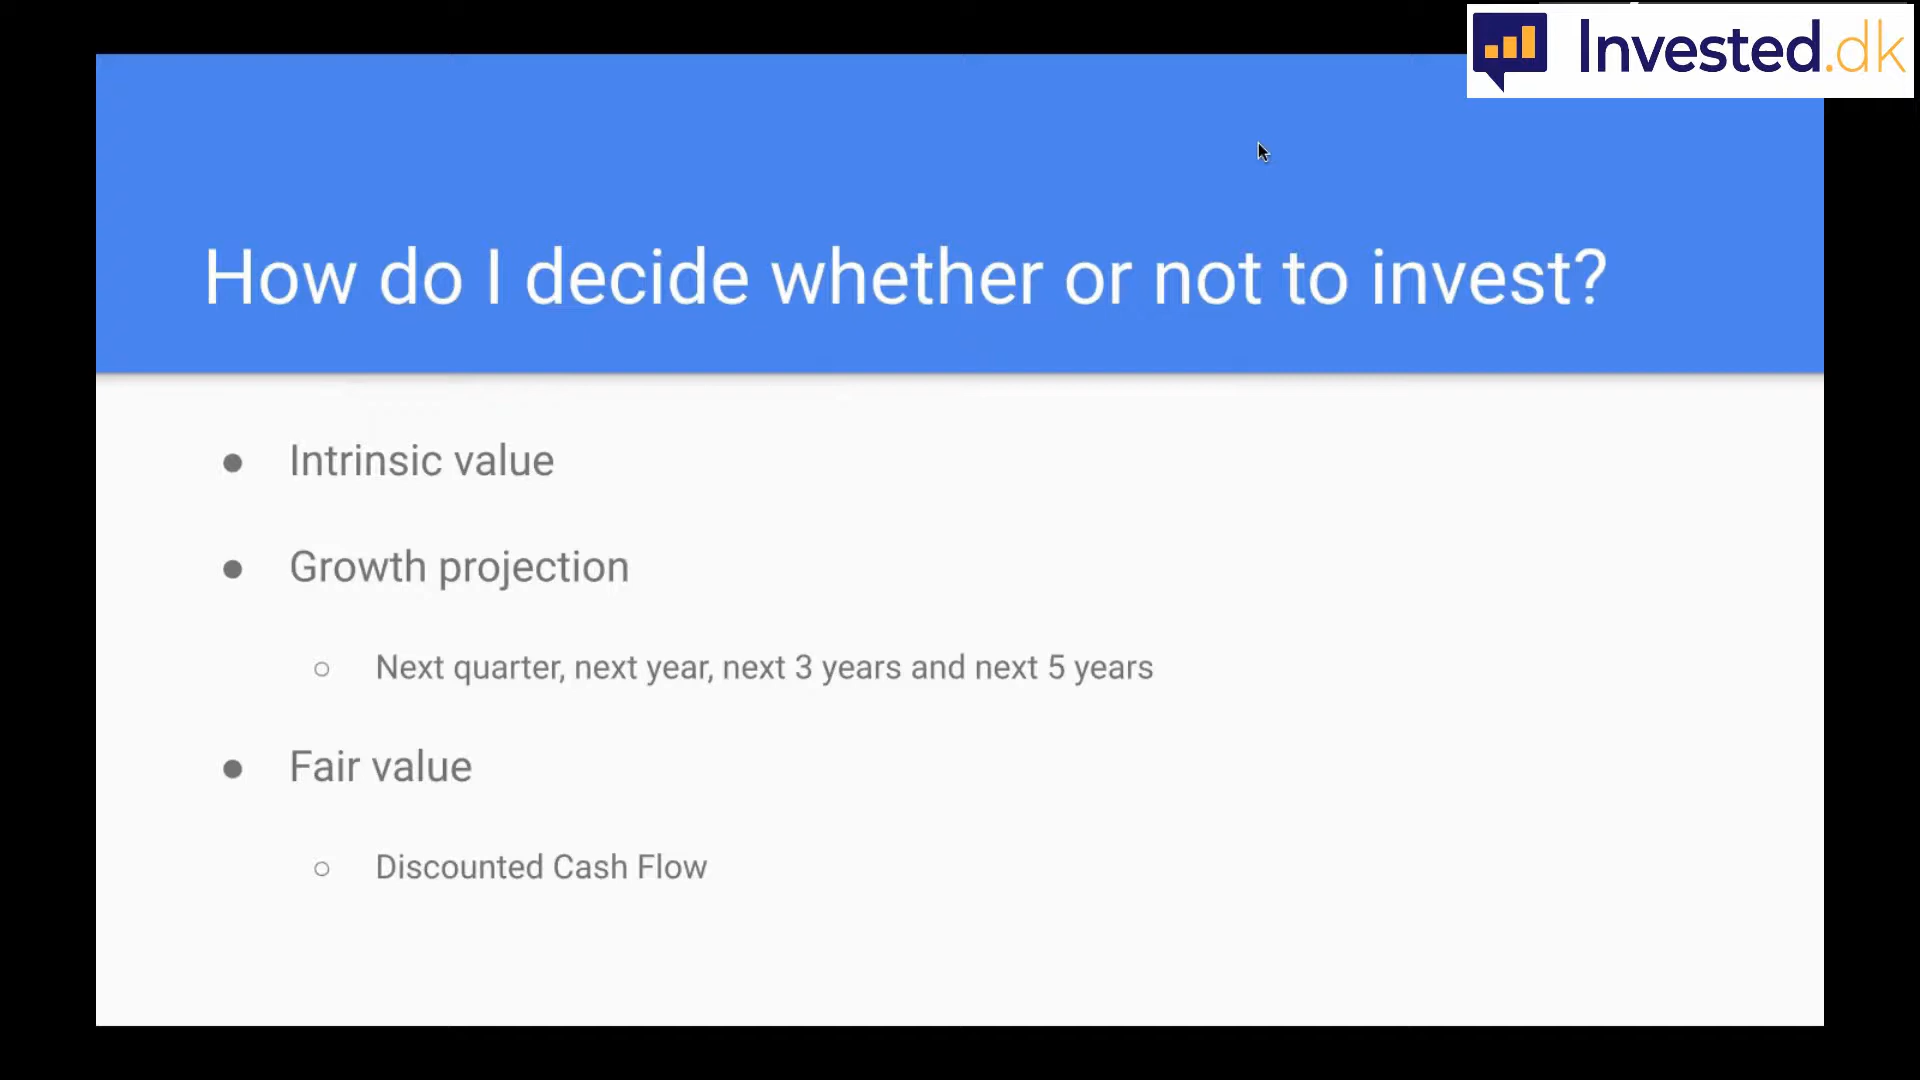 Invested.dk
How do I decide whether or not to invest?
● Intrinsic value
● Growth projection
○ Next quarter, next year, next 3 years and next 5 years
● Fair value
○ Discounted Cash Flow